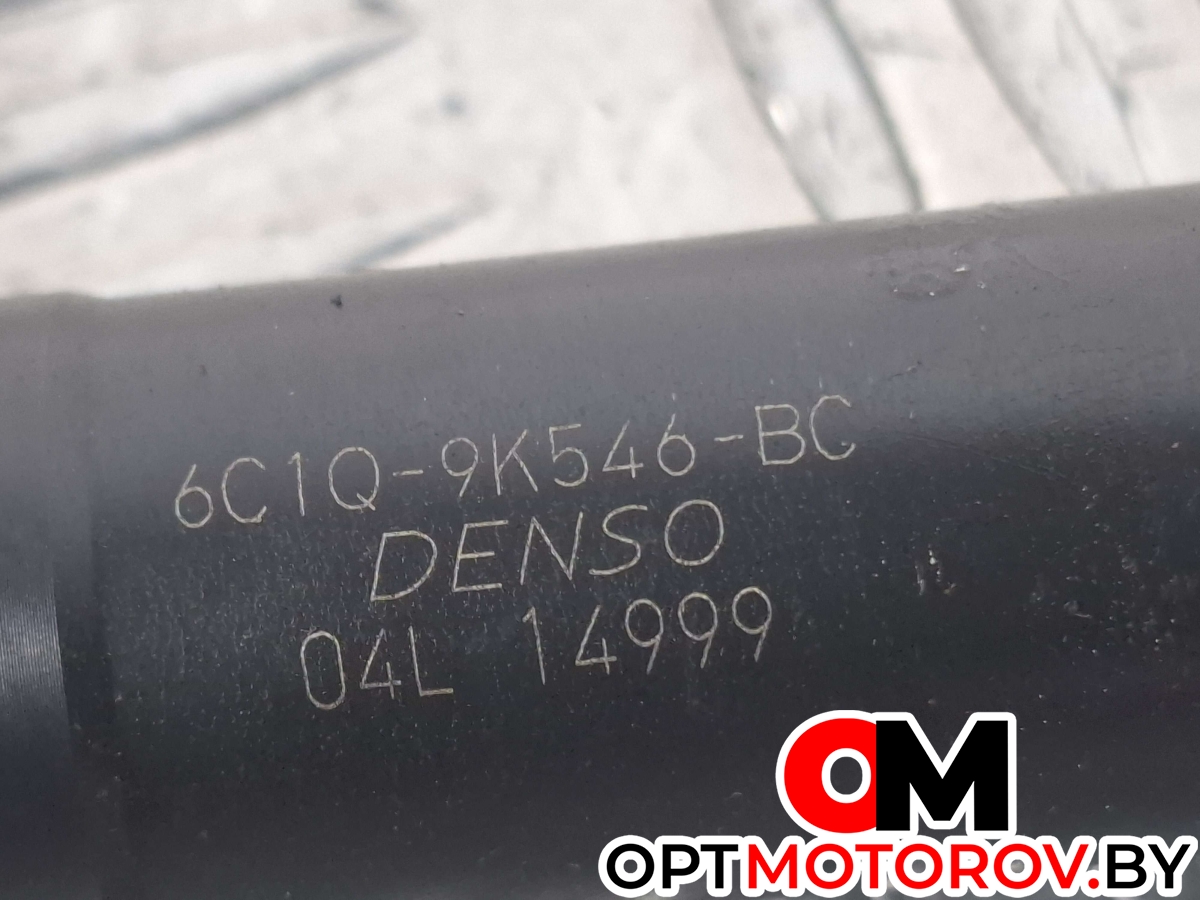 6C1Q-9K546-BC
DENSO
04L 14999
OM
OPTMOTOROV.BY